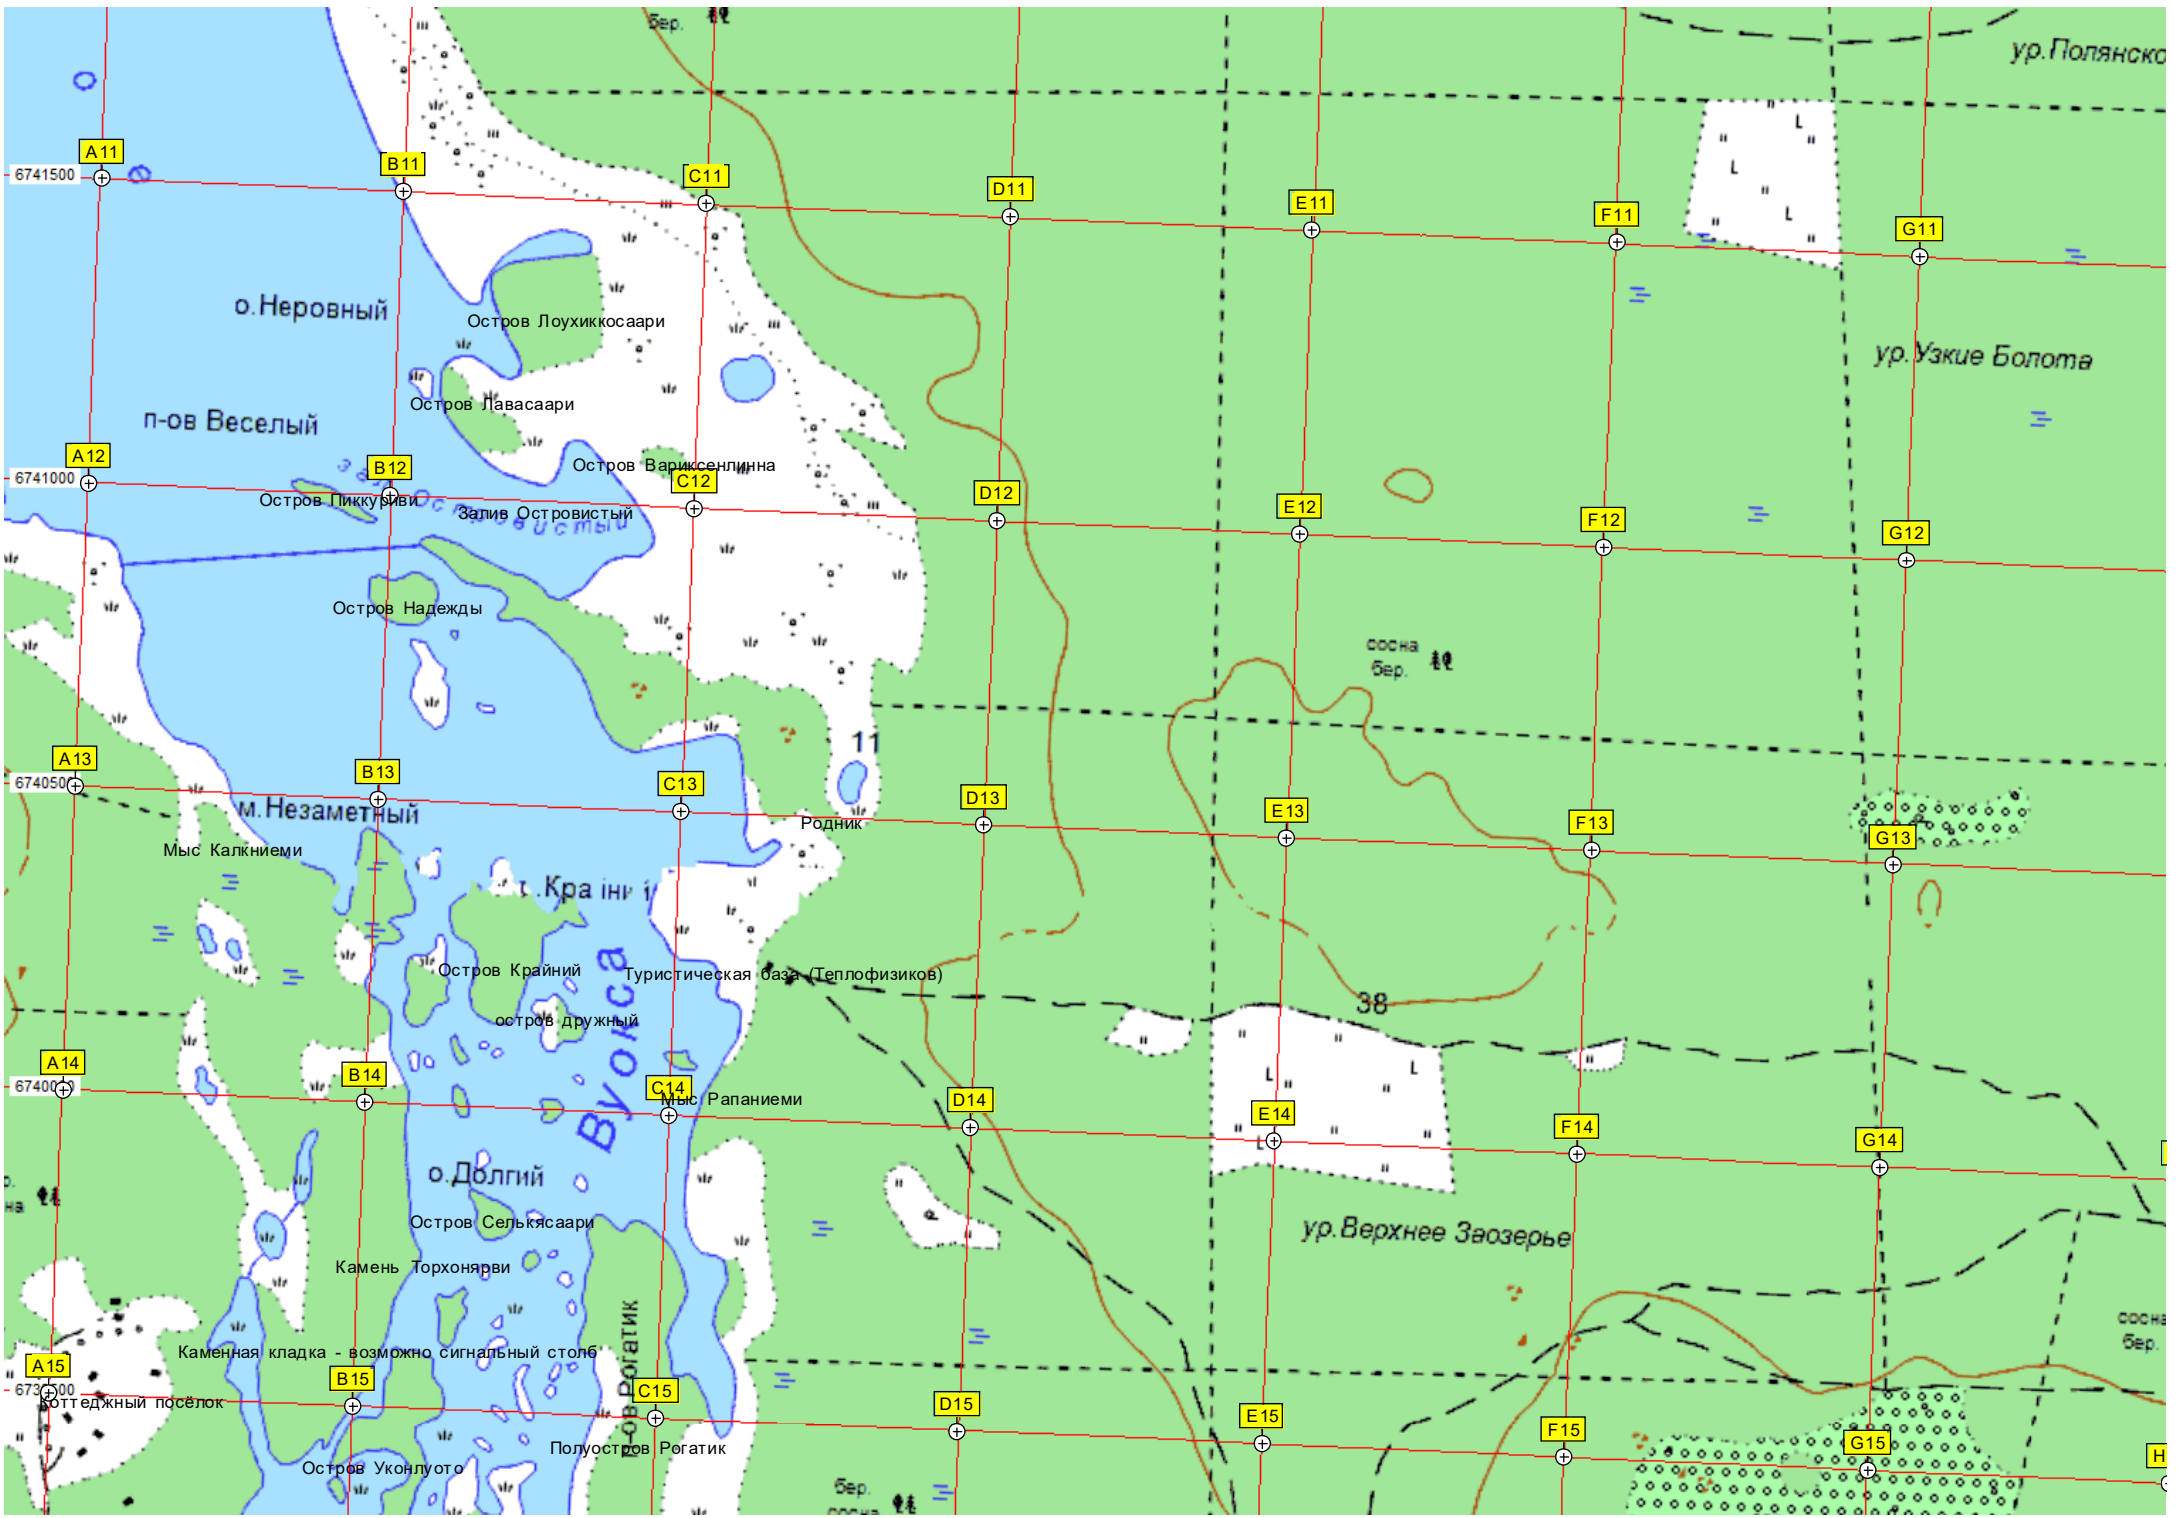 бер.
ур.Полянско
A11
B11
C11
D11
E11
F11
G11
6741500
о.Неровный
Остров Лоухиккосаари
ур.Узкие Болота
Остров Лавасаари
п-ов Веселый
A12
B12
C12
D12
E12
F12
G12
Остров Вариксенлинна
6741000
Остров Пиккуриви
Залив Островистый
Островистый
Остров Надежды
сосна
бер.
11
A13
B13
C13
D13
E13
F13
G13
6740500
м.Незаметный
Родник
Мыс Калкниеми
Остров Крайний
Туристическая база (Теплофизиков)
остров дружный
Вуокса
38
A14
B14
C14
D14
E14
F14
G14
Мыс Рапаниеми
о.Долгий
Остров Селькясаари
ур.Верхнее Заозерье
Камень Торхонярви
сосна
бер.
Каменная кладка - возможно сигнальный столб
п-ов Рогатик
A15
B15
C15
D15
E15
F15
G15
H
Коттеджный посёлок
Полуостров Рогатик
Остров Уконлуото
бер.
сосна